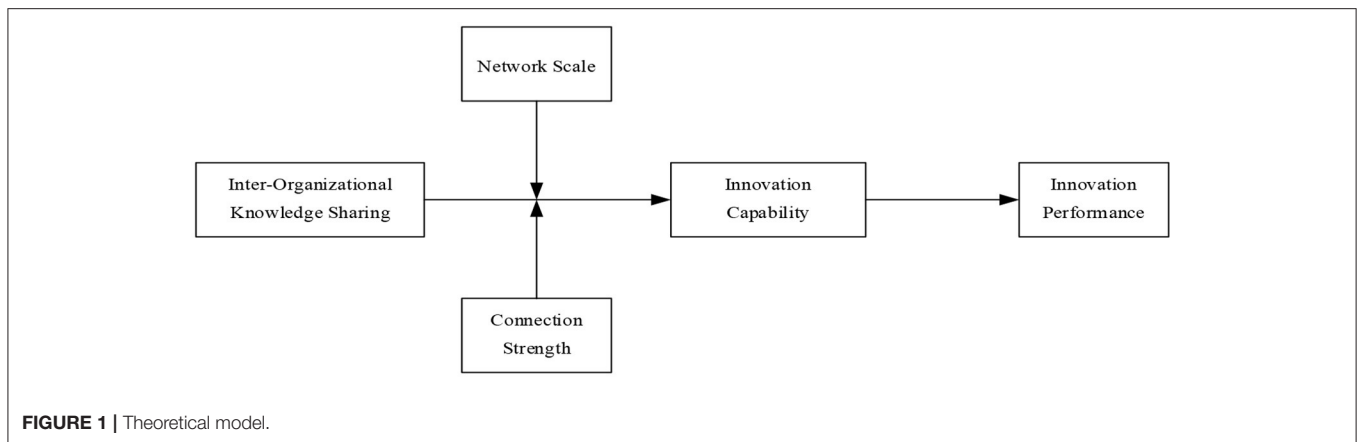 Network Scale
Inter-Organizational
Knowledge Sharing
Innovation
Capability
Innovation
Performance
Connection
Strength
FIGURE 1 | Theoretical model.